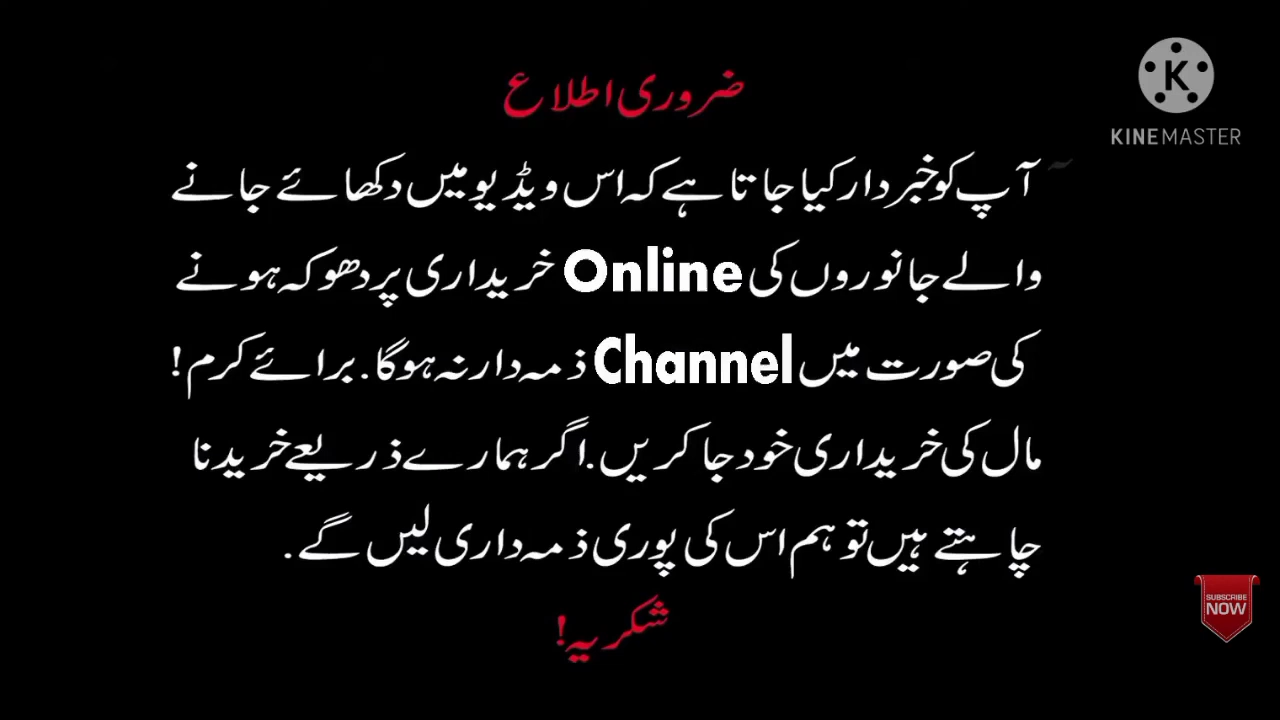 ضروری اطلاع
KINEMASTER
آپ کو خبردار کیا جاتا ہے کہ اس ویڈیو میں دکھائے جانے
والے جانوروں کی Online خریداری پر دھوکہ ہونے
کی صورت میں Channel ذمہ دار نہ ہوگا. برائے کرم!
مال کی خریداری خود جا کریں. اگر ہمارے ذریعے خریدنا
چاہتے ہیں تو ہم اس کی پوری ذمہ داری لیں گے.
SUBSCRIBE
NOW
شکریہ!